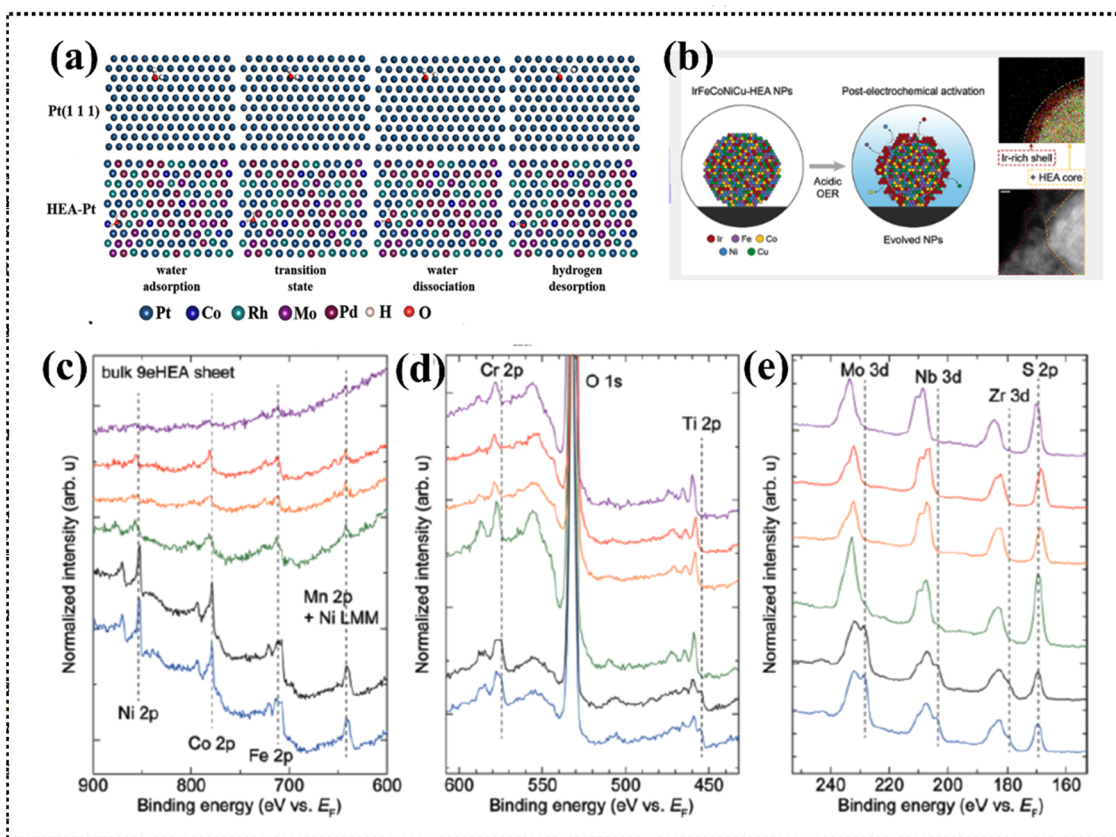 (a)
Pt(1 1 1)
HEA-Pt
water adsorption
transition state
water dissociation
hydrogen desorption
Pt Co Rh Mo Pd H O
(b)
IrFeCoNiCu-HEA NPs
Post-electrochemical activation
Acidic
OER
Ir-rich shell
+ HEA core
Ir Fe Co
Ni Cu
Evolved NPs
(c)
bulk 9eHEA sheet
Normalized intensity (arb. u)
Mn 2p
+ Ni LMM
Ni 2p
Co 2p
Fe 2p
900 800 700 600
Binding energy (eV vs. EF)
(d)
Cr 2p
O 1s
Ti 2p
Normalized intensity (arb. u)
600 550 500 450
Binding energy (eV vs. EF)
(e)
Mo 3d
Nb 3d
Zr 3d
S 2p
Normalized intensity (arb. u)
240 220 200 180 160
Binding energy (eV vs. EF)